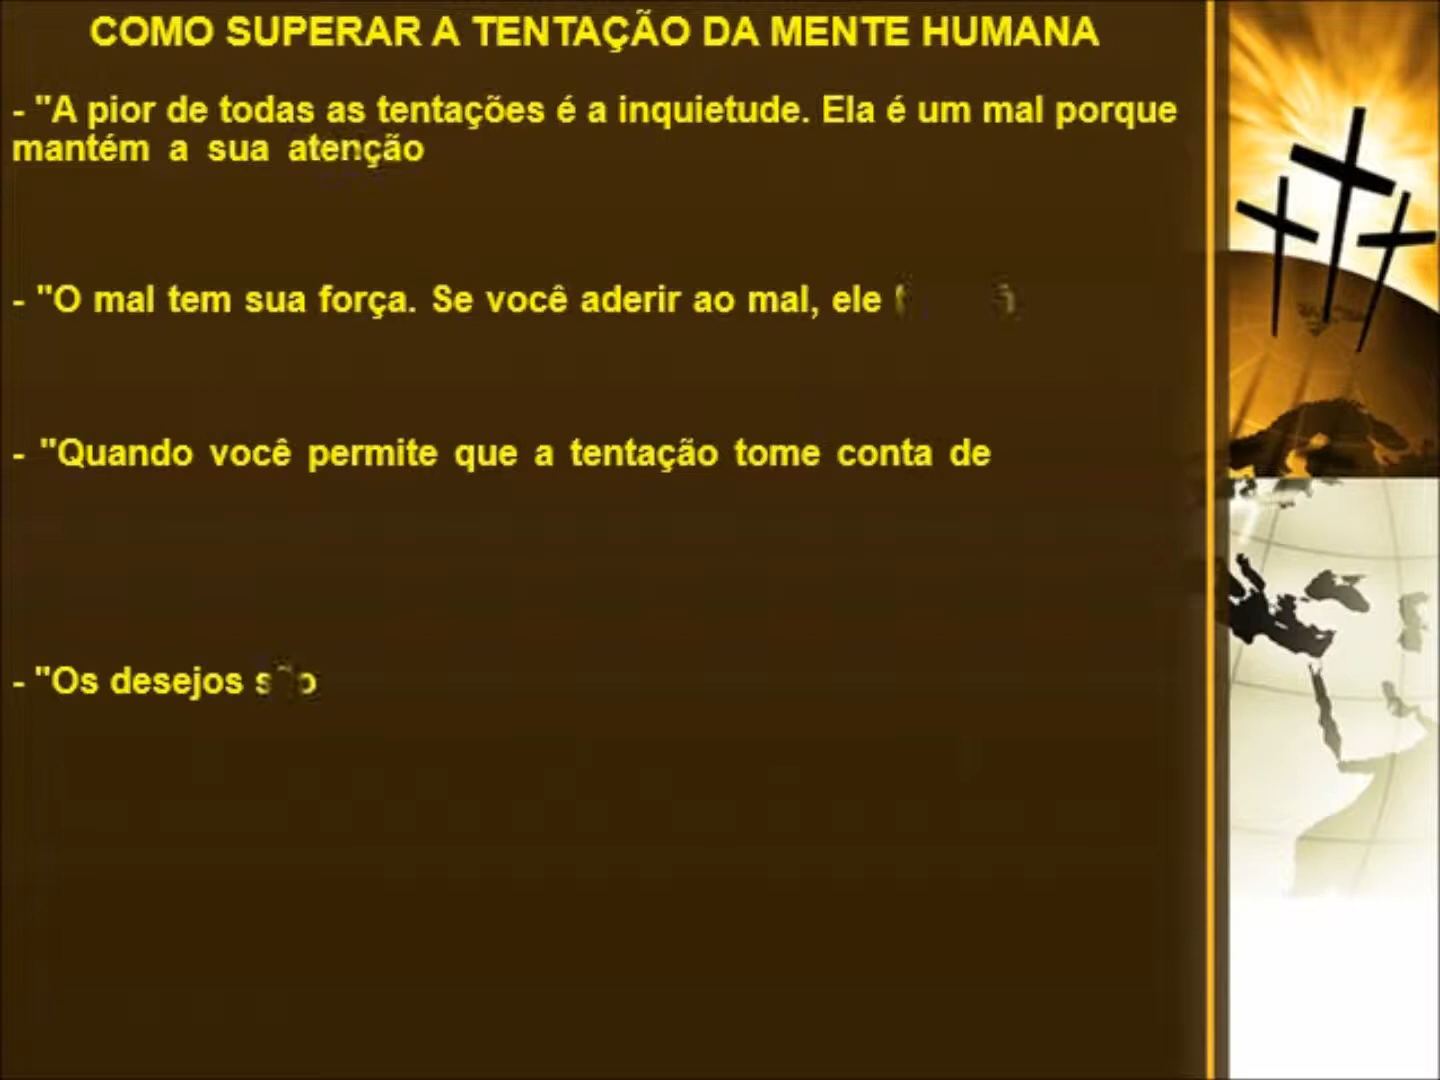 COMO SUPERAR A TENTAÇÃO DA MENTE HUMANA
- "A pior de todas as tentações é a inquietude. Ela é um mal porque
mantém a sua atenção
- "O mal tem sua força. Se você aderir ao mal, ele
- "Quando você permite que a tentação tome conta de
- "Os desejos são